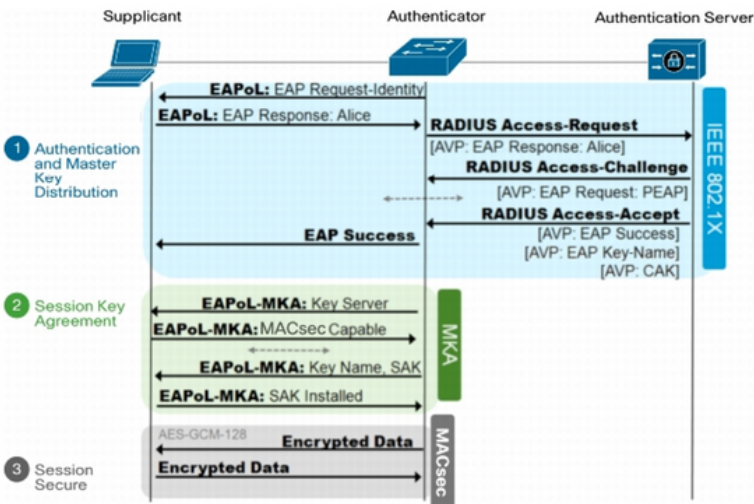 Supplicant
Authenticator
Authentication Server
EAPoL: EAP Request-Identity
EAPoL: EAP Response: Alice
RADIUS Access-Request
[AVP: EAP Response: Alice]
RADIUS Access-Challenge
[AVP: EAP Request: PEAP]
RADIUS Access-Accept
EAP Success
[AVP: EAP Success]
[AVP: EAP Key-Name]
[AVP: CAK]
IEEE 802.1X
1 Authentication
and Master
Key
Distribution
2 Session Key
Agreement
EAPoL-MKA: Key Server
EAPoL-MKA: MACsec Capable
EAPoL-MKA: Key Name, SAK
EAPoL-MKA: SAK Installed
MKA
AES-GCM-128
Encrypted Data
Encrypted Data
3 Session
Secure
MACsec